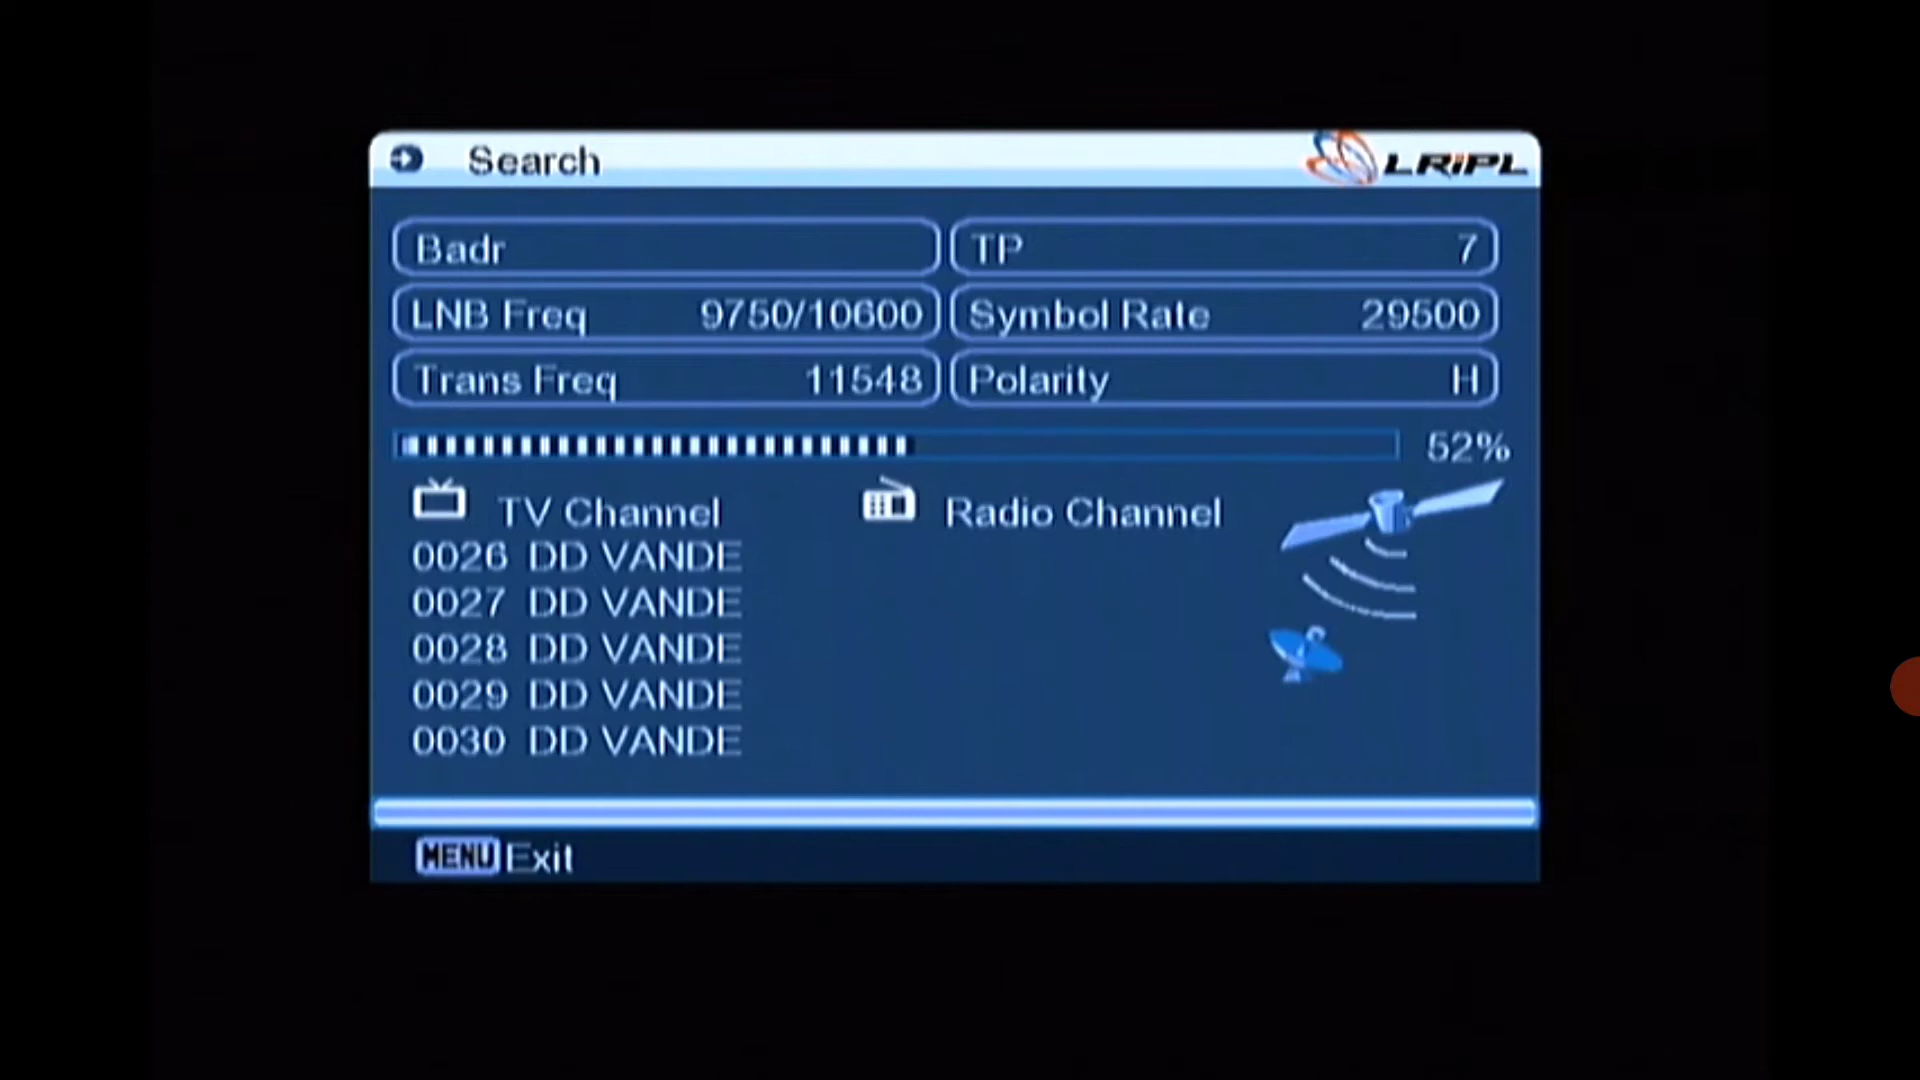 Search
LRIPL
Badr
TP 7
LNB Freq 9750/10600
Symbol Rate 29500
Trans Freq 11548
Polarity H
52%
TV Channel
Radio Channel
0026 DD VANDE
0027 DD VANDE
0028 DD VANDE
0029 DD VANDE
0030 DD VANDE
MENU Exit